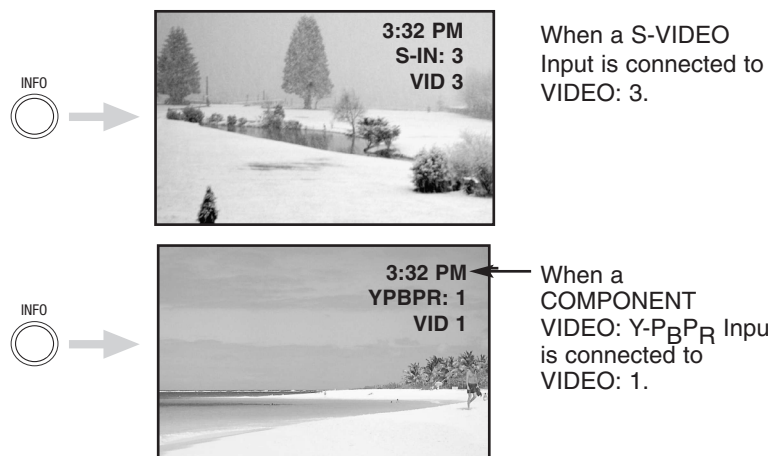 INFO
3:32 PM
S-IN: 3
VID 3
When a S-VIDEO
Input is connected to
VIDEO: 3.
INFO
3:32 PM
YPBPR: 1
VID 1
When a
COMPONENT
VIDEO: Y-PBPR Inpu
is connected to
VIDEO: 1.